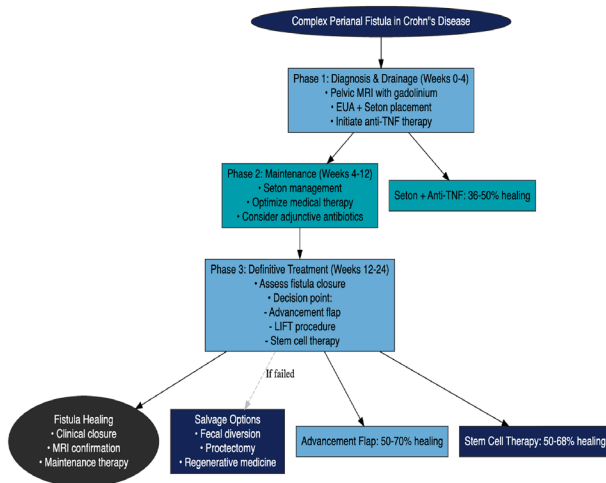 Complex Perianal Fistula in Crohn"s Disease
Phase 1: Diagnosis & Drainage (Weeks 0-4)
• Pelvic MRI with gadolinium
• EUA + Seton placement
• Initiate anti-TNF therapy
Phase 2: Maintenance (Weeks 4-12)
• Seton management
• Optimize medical therapy
• Consider adjunctive antibiotics
Seton + Anti-TNF: 36-50% healing
Phase 3: Definitive Treatment (Weeks 12-24)
• Assess fistula closure
• Decision point:
- Advancement flap
- LIFT procedure
- Stem cell therapy
If failed
Fistula Healing
• Clinical closure
• MRI confirmation
• Maintenance therapy
Salvage Options
• Fecal diversion
• Proctectomy
• Regenerative medicine
Advancement Flap: 50-70% healing
Stem Cell Therapy: 50-68% healing